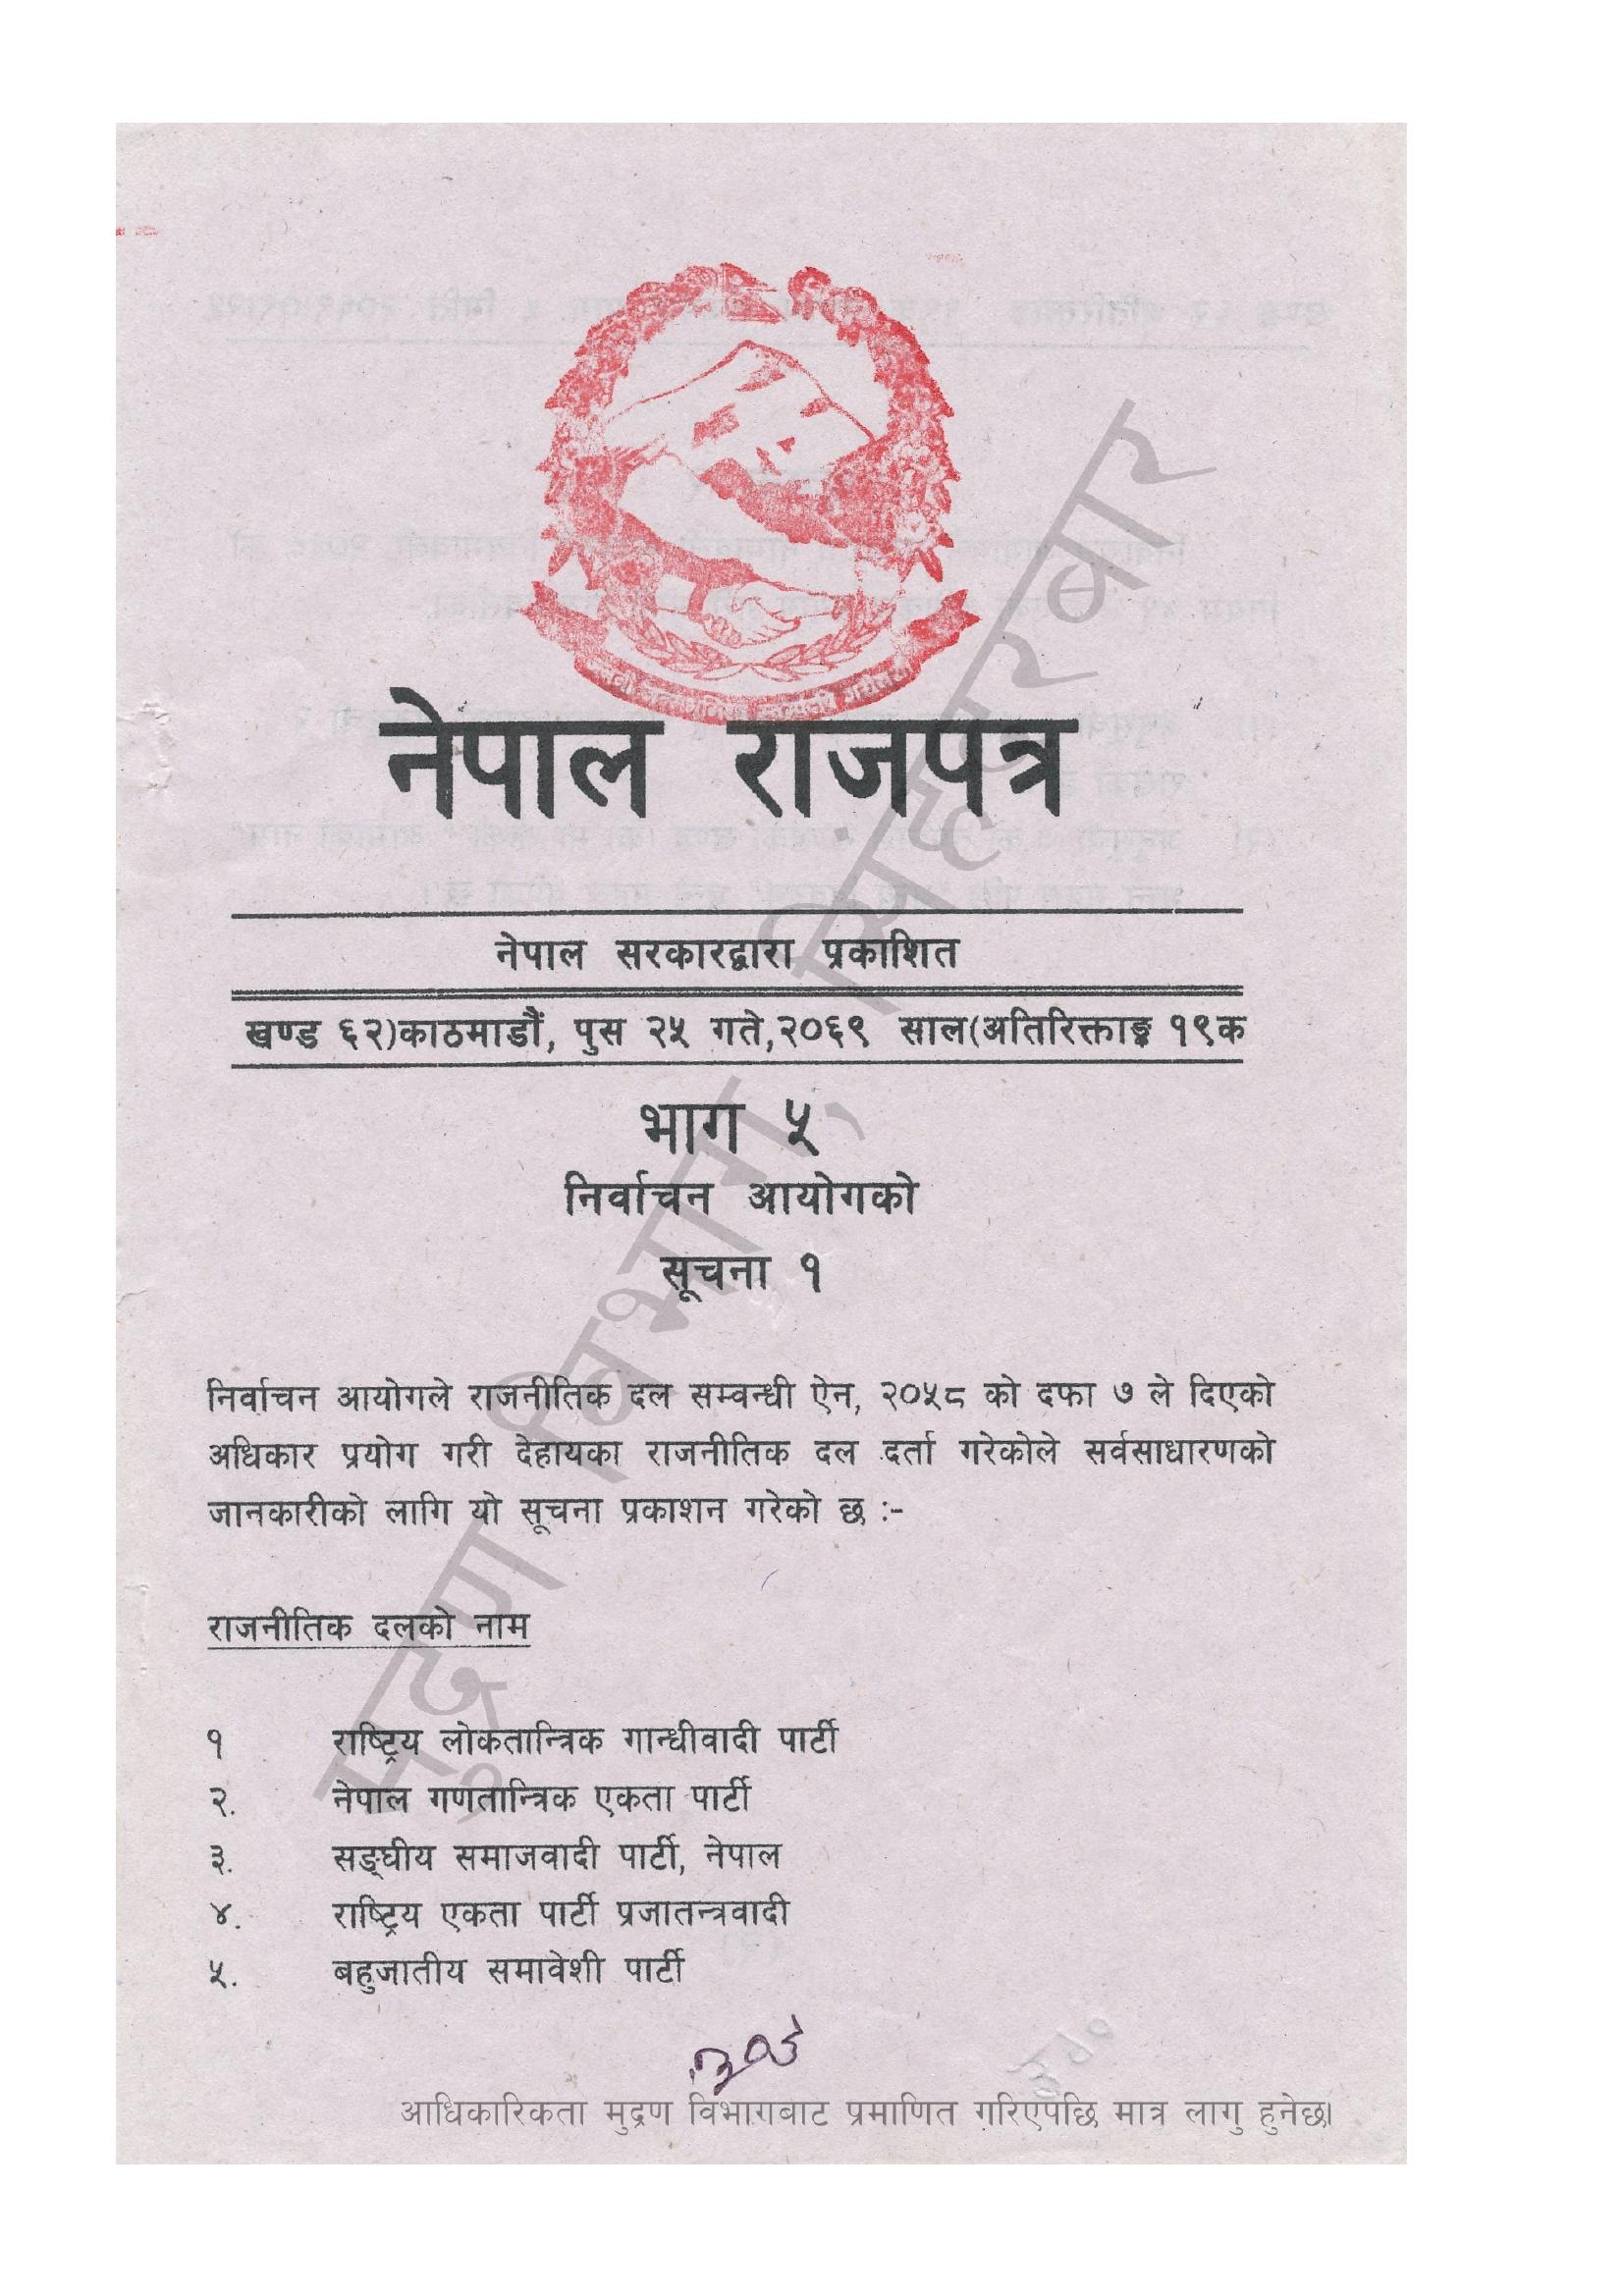 नेपाल राजपत्र
नेपाल सरकारद्वारा प्रकाशित
खण्ड ६२)काठमाडौं, पुस २५ गते,२०६९ साल(अतिरिक्ताङ्क १९क
भाग ५
निर्वाचन आयोगको
सूचना १
निर्वाचन आयोगले राजनीतिक दल सम्वन्धी ऐन, २०५८ को दफा ७ ले दिएको
अधिकार प्रयोग गरी देहायका राजनीतिक दल दर्ता गरेकोले सर्वसाधारणको
जानकारीको लागि यो सूचना प्रकाशन गरेको छ :-
राजनीतिक दलको नाम
१ राष्ट्रिय लोकतान्त्रिक गान्धीवादी पार्टी
२. नेपाल गणतान्त्रिक एकता पार्टी
३. सङ्घीय समाजवादी पार्टी, नेपाल
४. राष्ट्रिय एकता पार्टी प्रजातन्त्रवादी
५. बहुजातीय समावेशी पार्टी
आधिकारिकता मुद्रण विभागबाट प्रमाणित गरिएपछि मात्र लागु हुनेछ।
मुद्रण विभाग, सिंहदरबार